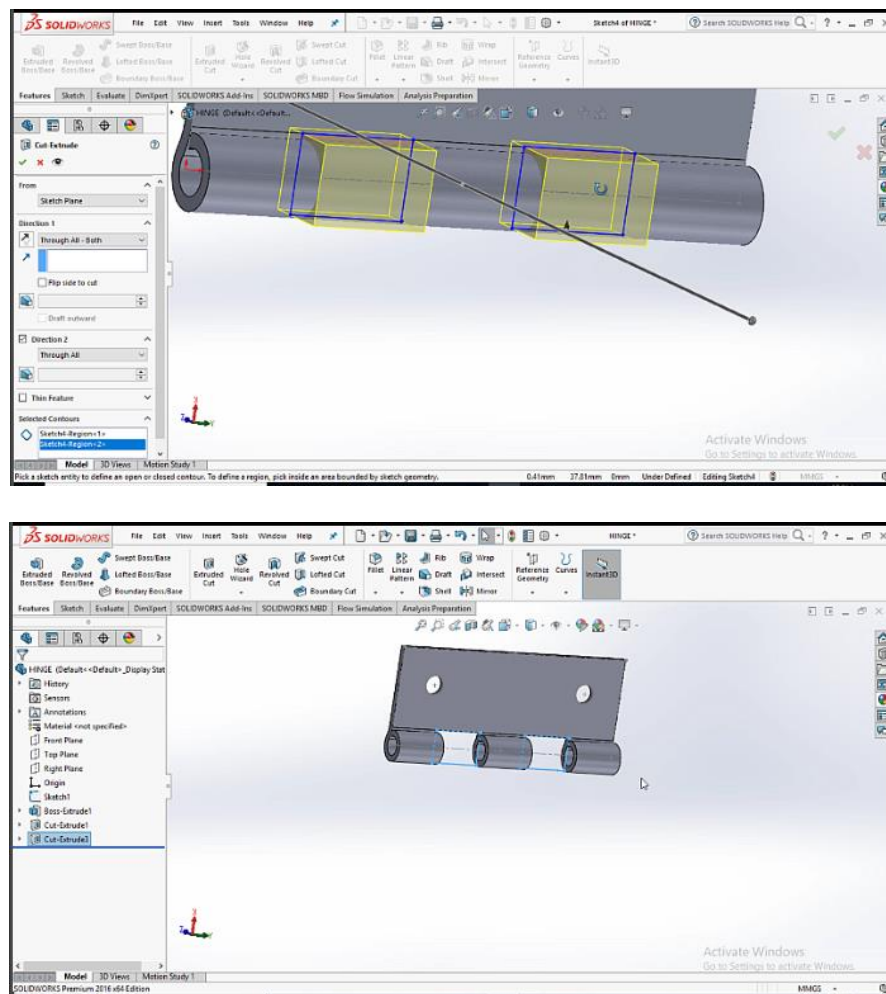 SOLIDWORKS File Edit View Insert Tools Window Help Sketch4 of HINGE * Search SOLIDWORKS Help
Extruded Boss/Base Revolved Boss/Base Swept Boss/Base Lofted Boss/Base Boundary Boss/Base Extruded Cut Hole Wizard Revolved Cut Swept Cut Lofted Cut Boundary Cut Fillet Linear Pattern Rib Draft Shell Wrap Intersect Mirror Reference Geometry Curves Instant3D
Features Sketch Evaluate DimXpert SOLIDWORKS Add-Ins SOLIDWORKS MBD Flow Simulation Analysis Preparation
HINGE (Default<<Default...
Cut-Extrude
From
Sketch Plane
Direction 1
Through All - Both
Flip side to cut
Draft outward
Direction 2
Through All
Thin Feature
Selected Contours
Sketch4-Region<1>
Sketch4-Region<2>
Activate Windows
Go to Settings to activate Windows.
Model 3D Views Motion Study 1
Pick a sketch entity to define an open or closed contour. To define a region, pick inside an area bounded by sketch geometry. 0.41mm 37.81mm 0mm Under Defined Editing Sketch4 MMGS
SOLIDWORKS File Edit View Insert Tools Window Help HINGE * Search SOLIDWORKS Help
Extruded Boss/Base Revolved Boss/Base Swept Boss/Base Lofted Boss/Base Boundary Boss/Base Extruded Cut Hole Wizard Revolved Cut Swept Cut Lofted Cut Boundary Cut Fillet Linear Pattern Rib Draft Shell Wrap Intersect Mirror Reference Geometry Curves Instant3D
Features Sketch Evaluate DimXpert SOLIDWORKS Add-Ins SOLIDWORKS MBD Flow Simulation Analysis Preparation
HINGE (Default<<Default>_Display Stat
History
Sensors
Annotations
Material <not specified>
Front Plane
Top Plane
Right Plane
Origin
Sketch1
Boss-Extrude1
Cut-Extrude1
Cut-Extrude3
Activate Windows
Go to Settings to activate Windows.
Model 3D Views Motion Study 1
SOLIDWORKS Premium 2016 x64 Edition MMGS